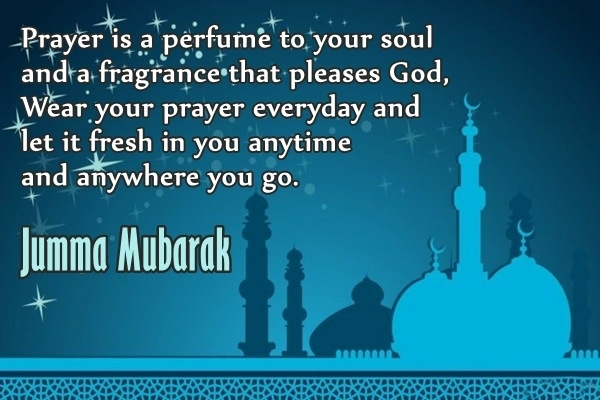 Prayer is a perfume to your soul
and a fragrance that pleases God,
Wear your prayer everyday and
let it fresh in you anytime
and anywhere you go.
Jumma Mubarak